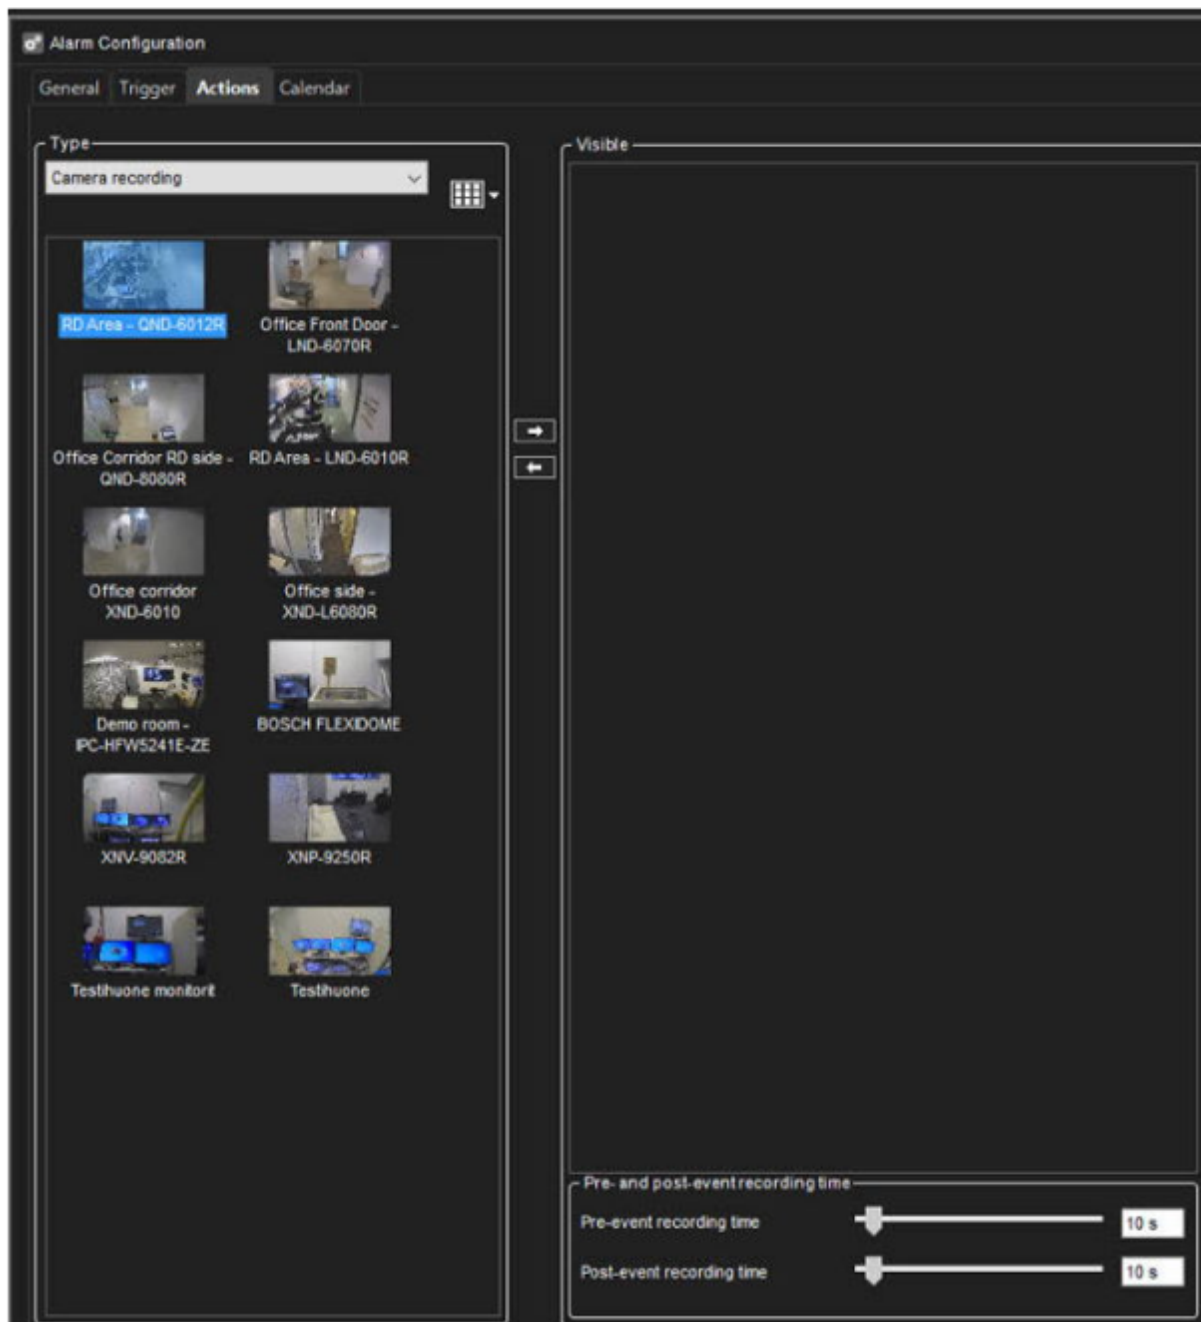 Alarm Configuration
General Trigger Actions Calendar
Type
Camera recording
RD Area - QND-6012R
Office Front Door -
LND-6070R
Office Corridor RD side -
QND-8080R
RD Area - LND-6010R
Office corridor
XND-6010
Office side -
XND-L6080R
Demo room -
IPC-HFW5241E-ZE
BOSCH FLEXIDOME
XNV-9082R
XNP-9250R
Testihuone monitorit
Testihuone
Visible
Pre- and post-event recording time
Pre-event recording time 10 s
Post-event recording time 10 s